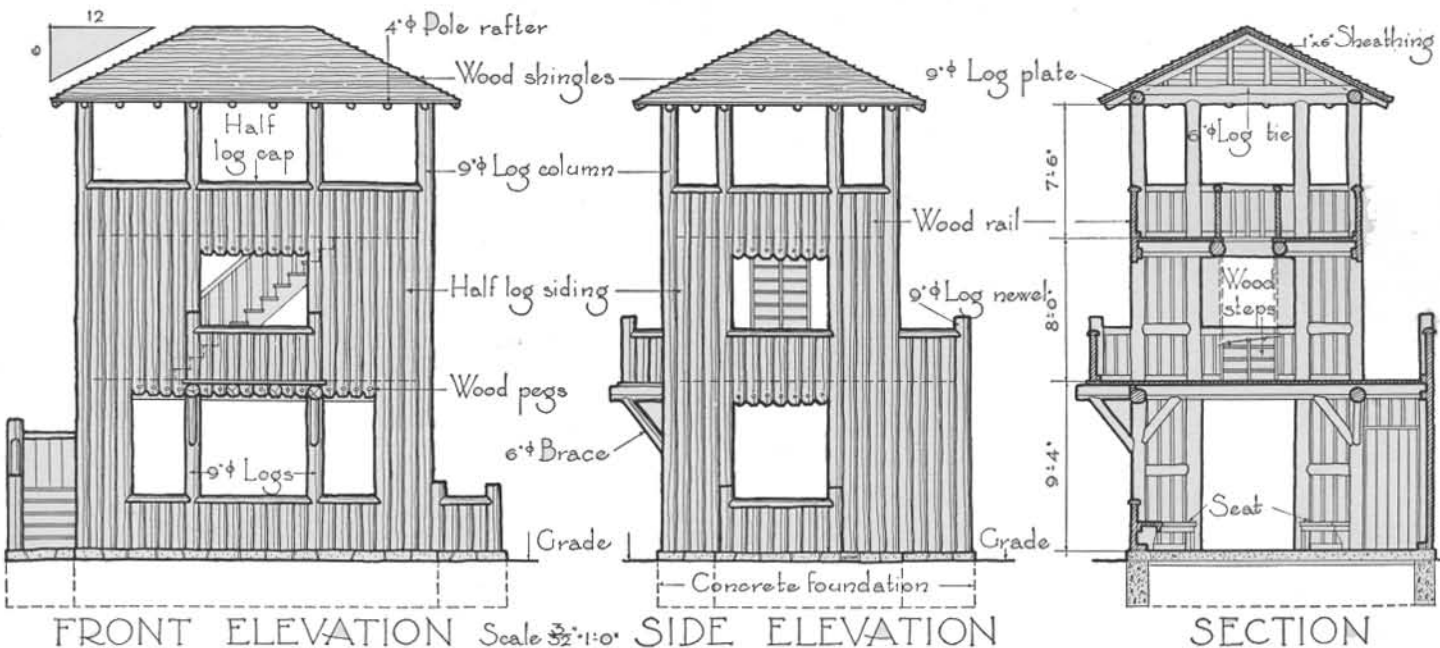 12
6
4"ϕ Pole rafter
Wood shingles
1"x6" Sheathing
9"ϕ Log plate
Half
log cap
9"ϕ Log column
6"ϕ Log tie
7'-6"
Wood rail
Half log siding
9"ϕ Log newel
Wood
steps
8'-0"
Wood pegs
6"ϕ Brace
9"ϕ Logs
9'-4"
Seat
Grade
Grade
Concrete foundation
FRONT ELEVATION
Scale 3/32"=1'-0"
SIDE ELEVATION
SECTION